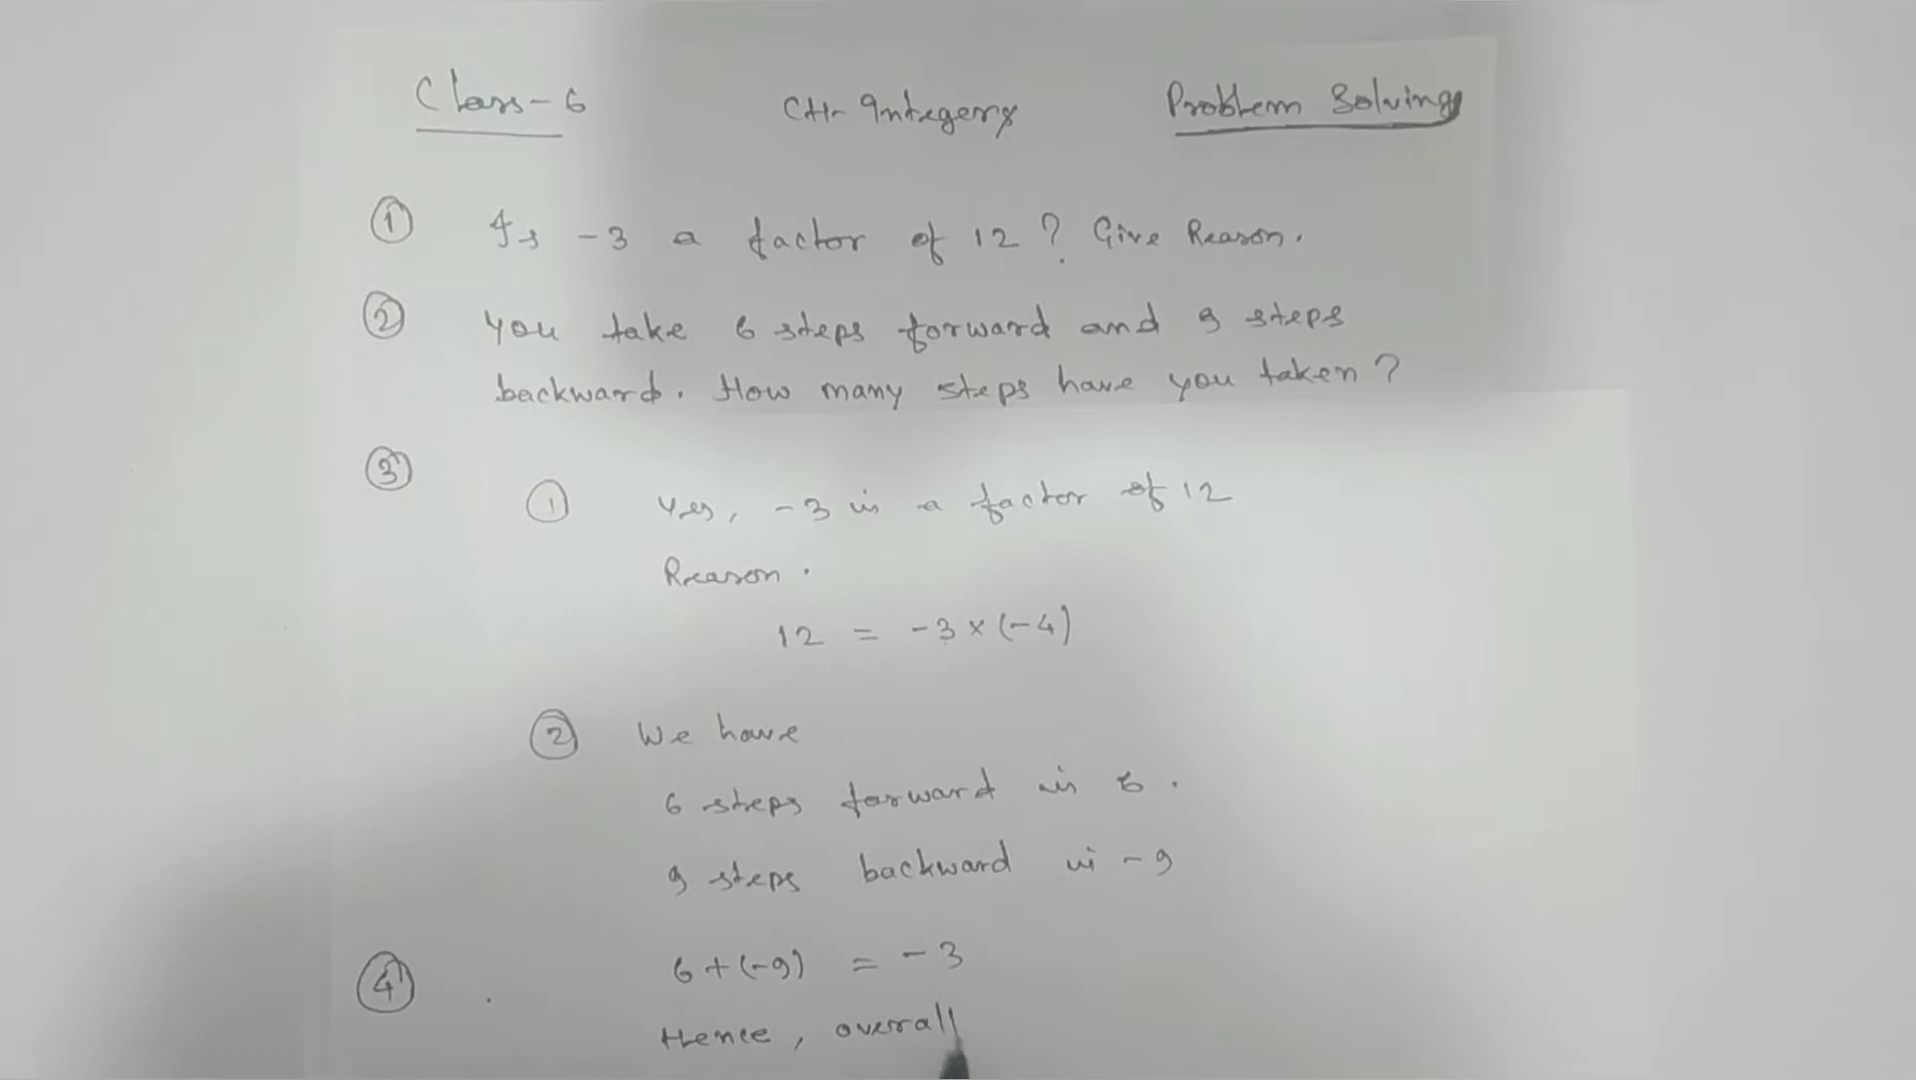 Class-6 CH- Integers Problem Solving
① Is -3 a factor of 12? Give Reason.
② You take 6 steps forward and 9 steps
backward. How many steps have you taken?
③
① Yes, -3 is a factor of 12
Reason.
12 = -3 × (-4)
② We have
6 steps forward is 6.
9 steps backward is -9
④ 6+(-9) = -3
Hence, overall